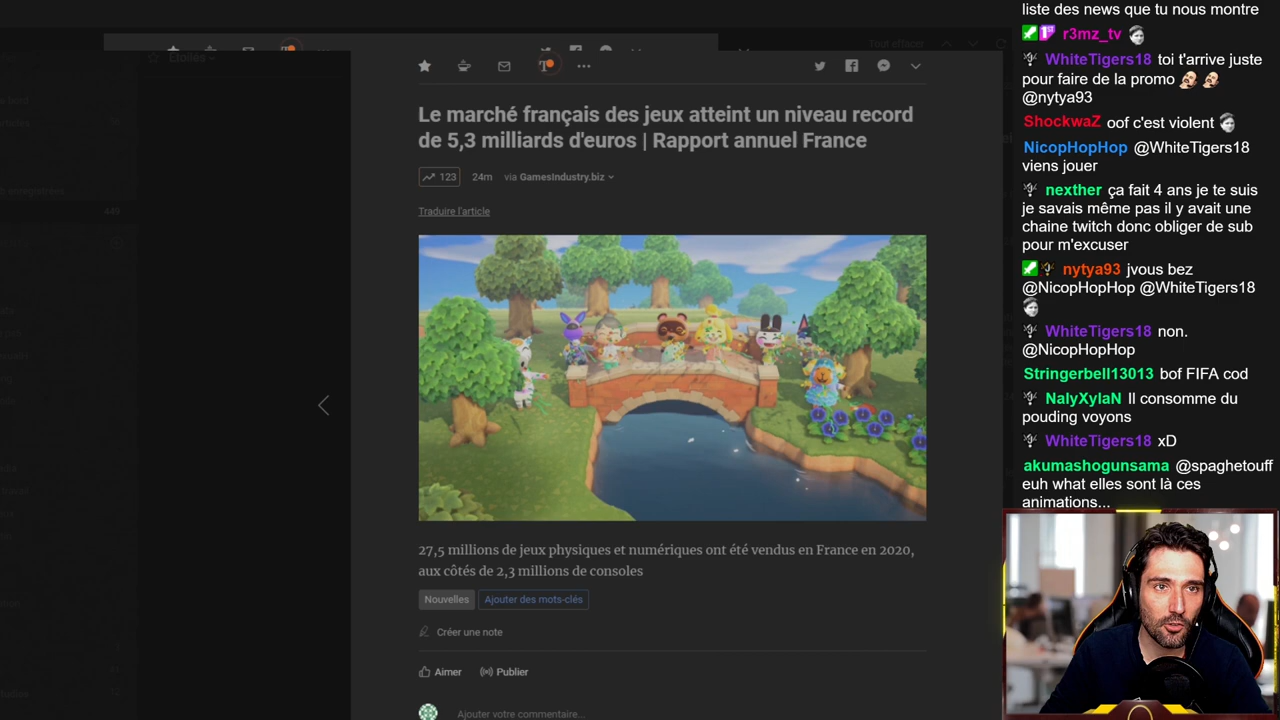 Étoilés
Tout effacer
449
Le marché français des jeux atteint un niveau record
de 5,3 milliards d'euros | Rapport annuel France
123 24m via GamesIndustry.biz
Traduire l'article
27,5 millions de jeux physiques et numériques ont été vendus en France en 2020,
aux côtés de 2,3 millions de consoles
Nouvelles Ajouter des mots-clés
Créer une note
Aimer Publier
Ajouter votre commentaire...
liste des news que tu nous montre
r3mz_tv
WhiteTigers18 toi t'arrive juste
pour faire de la promo
@nytya93
ShockwaZ oof c'est violent
NicopHopHop @WhiteTigers18
viens jouer
nexther ça fait 4 ans je te suis
je savais même pas il y avait une
chaine twitch donc obliger de sub
pour m'excuser
nytya93 jvous bez
@NicopHopHop @WhiteTigers18
WhiteTigers18 non.
@NicopHopHop
Stringerbell13013 bof FIFA cod
NalyXylaN Il consomme du
pouding voyons
WhiteTigers18 xD
akumashogunsama @spaghetouff
euh what elles sont là ces
animations...